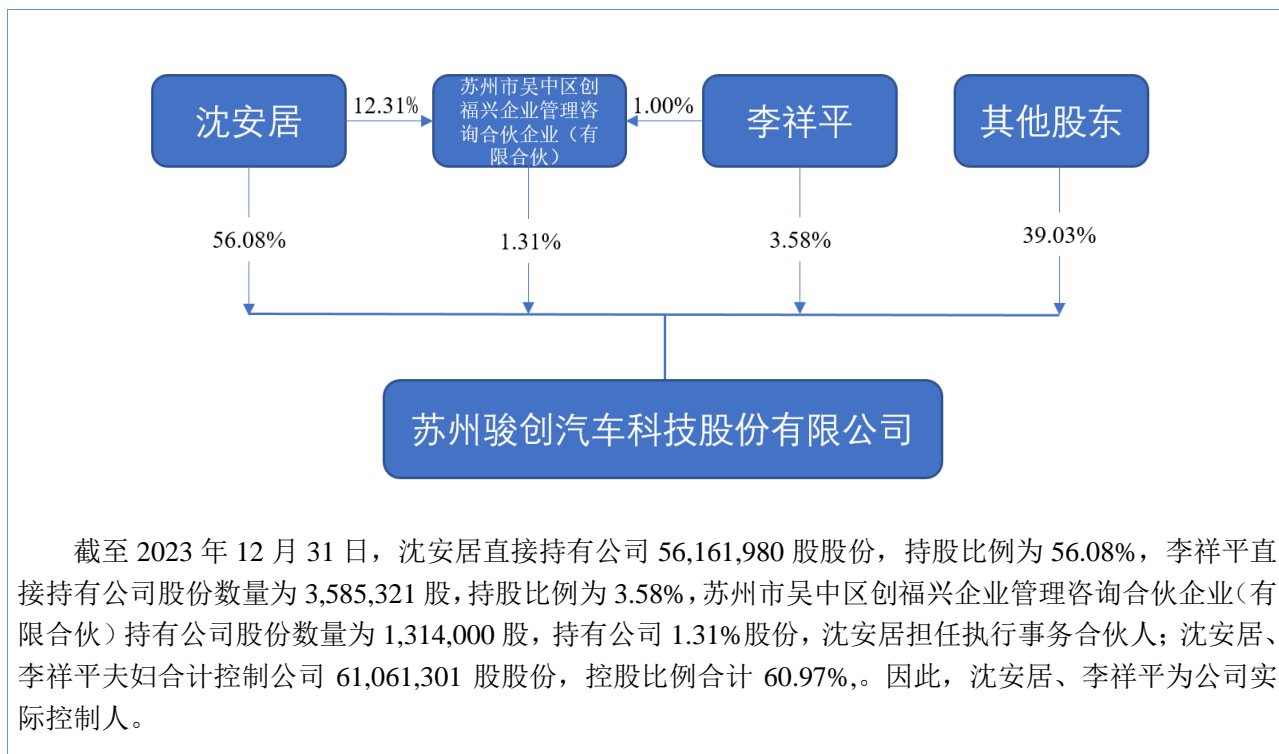 沈安居
12.31%
苏州市吴中区创
福兴企业管理咨
询合伙企业（有
限合伙）
1.00%
李祥平
其他股东
56.08%
1.31%
3.58%
39.03%
苏州骏创汽车科技股份有限公司
截至 2023 年 12 月 31 日，沈安居直接持有公司 56,161,980 股股份，持股比例为 56.08%，李祥平直
接持有公司股份数量为 3,585,321 股，持股比例为 3.58%，苏州市吴中区创福兴企业管理咨询合伙企业（有
限合伙）持有公司股份数量为 1,314,000 股，持有公司 1.31%股份，沈安居担任执行事务合伙人；沈安居、
李祥平夫妇合计控制公司 61,061,301 股股份，控股比例合计 60.97%,。因此，沈安居、李祥平为公司实
际控制人。